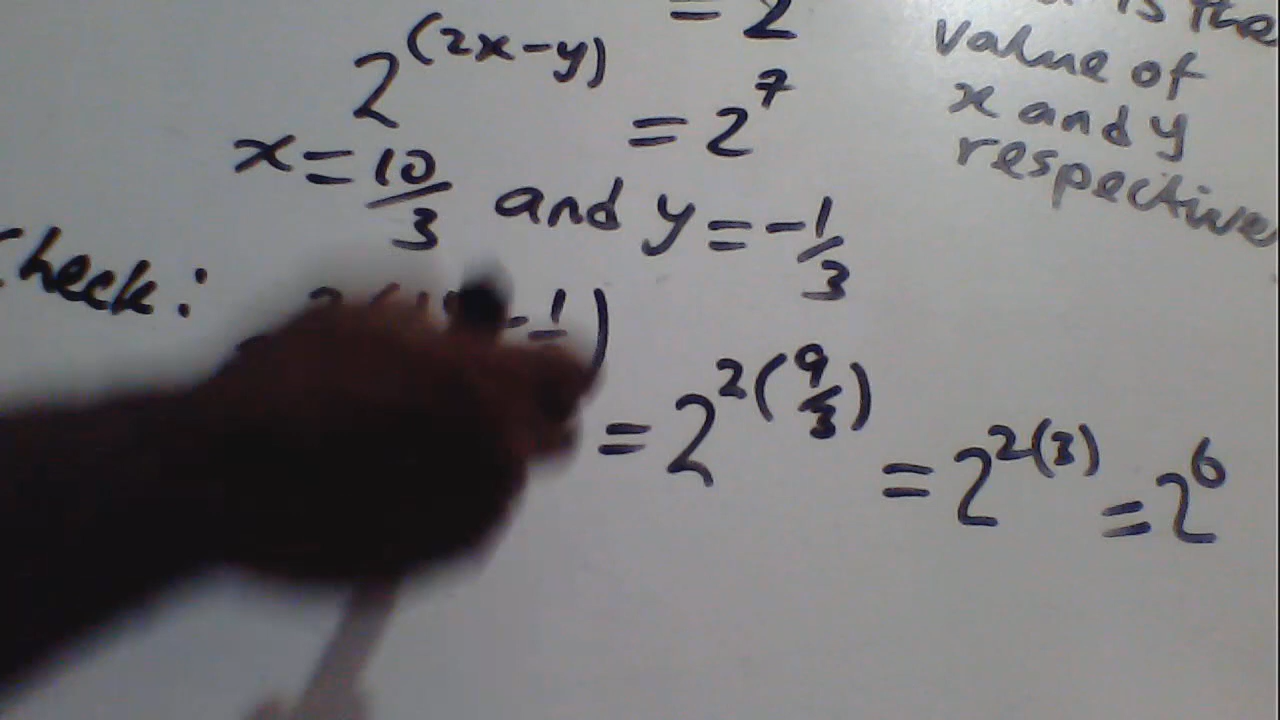 = 2
2^(2x-y) = 2^7
x = 10/3 and y = -1/3
Check:
= 2^2(9/3) = 2^2(3) = 2^6
is the
value of
x and y
respective